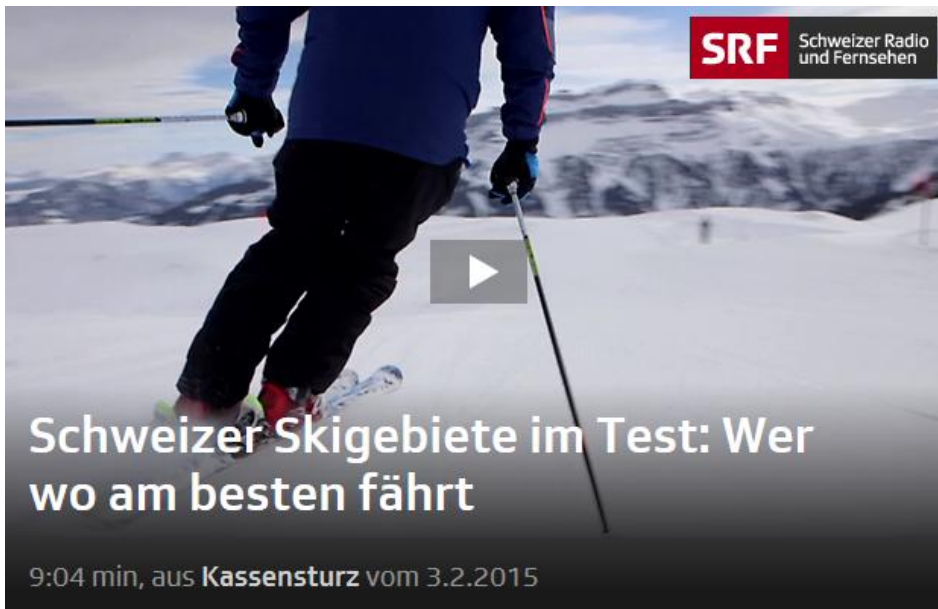 SRF Schweizer Radio
und Fernsehen
Schweizer Skigebiete im Test: Wer
wo am besten fährt
9:04 min, aus Kassensturz vom 3.2.2015